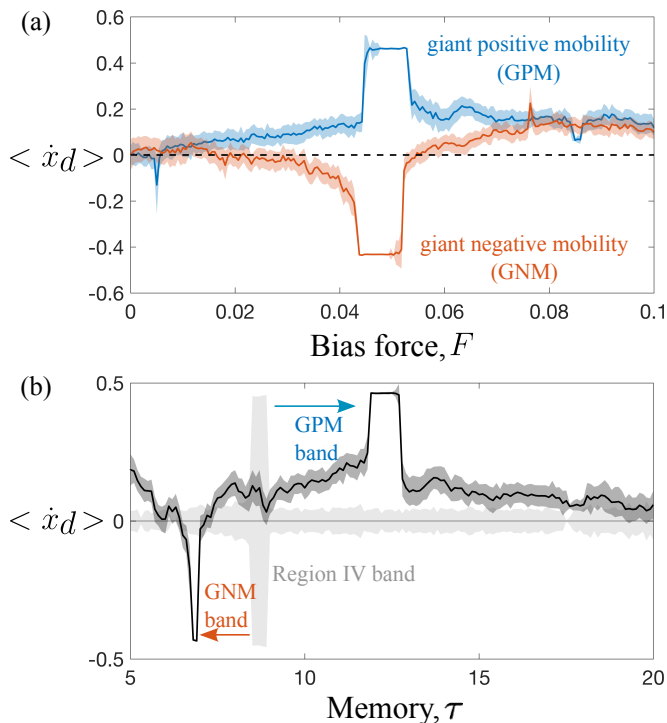 (a)
0.6
0.4
0.2
0
-0.2
-0.4
-0.6
< ẋd >
giant positive mobility
(GPM)
giant negative mobility
(GNM)
0
0.02
0.04
0.06
0.08
0.1
Bias force, F
(b)
0.5
0
-0.5
< ẋd >
GPM
band
Region IV band
GNM
band
5
10
15
20
Memory, τ